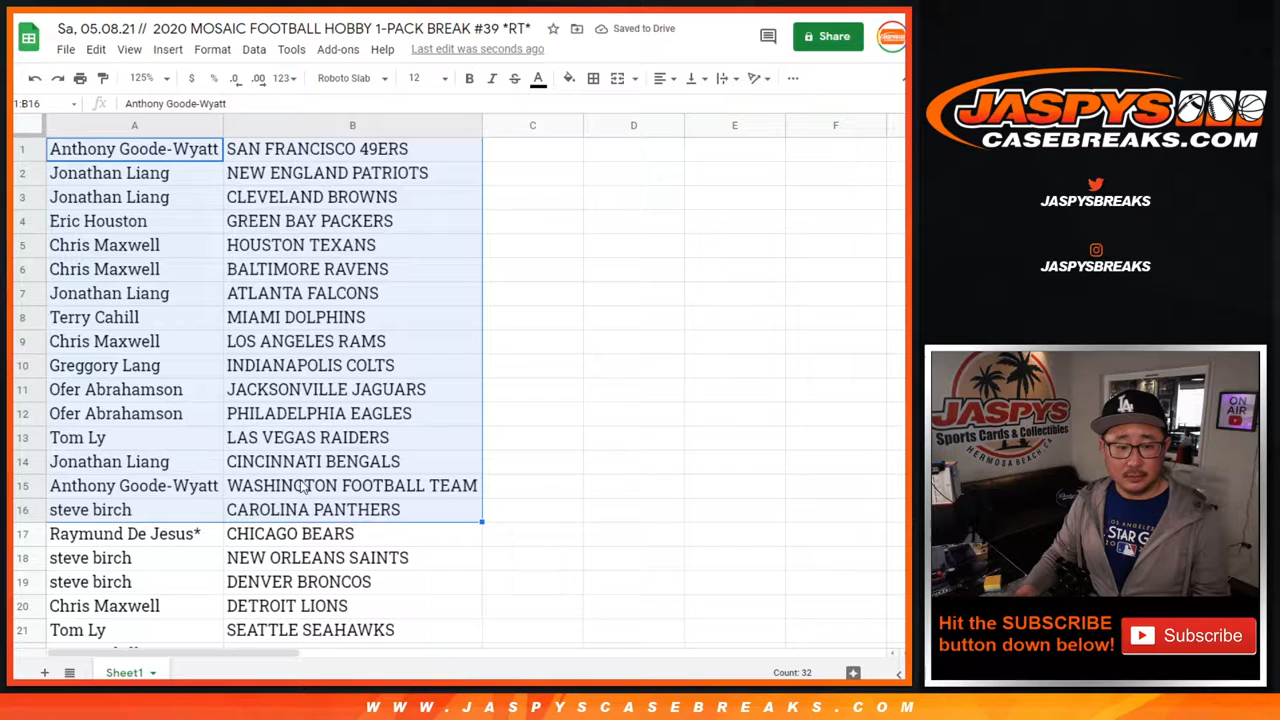 Sa, 05.08.21 // 2020 MOSAIC FOOTBALL HOBBY 1-PACK BREAK #39 *RT*
Saved to Drive
Share
File Edit View Insert Format Data Tools Add-ons Help Last edit was seconds ago
125% $ % .0 .00 123 Roboto Slab 12 B I S A
1:B16 fx Anthony Goode-Wyatt
A B C D E F
1 Anthony Goode-Wyatt SAN FRANCISCO 49ERS
2 Jonathan Liang NEW ENGLAND PATRIOTS
3 Jonathan Liang CLEVELAND BROWNS
4 Eric Houston GREEN BAY PACKERS
5 Chris Maxwell HOUSTON TEXANS
6 Chris Maxwell BALTIMORE RAVENS
7 Jonathan Liang ATLANTA FALCONS
8 Terry Cahill MIAMI DOLPHINS
9 Chris Maxwell LOS ANGELES RAMS
10 Greggory Lang INDIANAPOLIS COLTS
11 Ofer Abrahamson JACKSONVILLE JAGUARS
12 Ofer Abrahamson PHILADELPHIA EAGLES
13 Tom Ly LAS VEGAS RAIDERS
14 Jonathan Liang CINCINNATI BENGALS
15 Anthony Goode-Wyatt WASHINGTON FOOTBALL TEAM
16 steve birch CAROLINA PANTHERS
17 Raymund De Jesus* CHICAGO BEARS
18 steve birch NEW ORLEANS SAINTS
19 steve birch DENVER BRONCOS
20 Chris Maxwell DETROIT LIONS
21 Tom Ly SEATTLE SEAHAWKS
Sheet1
Count: 32
JASPYS
CASEBREAKS.COM
JASPYSBREAKS
JASPYSBREAKS
JASPYS
Sports Cards & Collectibles
HERMOSA BEACH
ON
AIR
LA
LOS ANGELES
Hit the SUBSCRIBE
button down below!
Subscribe
WWW.JASPYSCASEBREAKS.COM